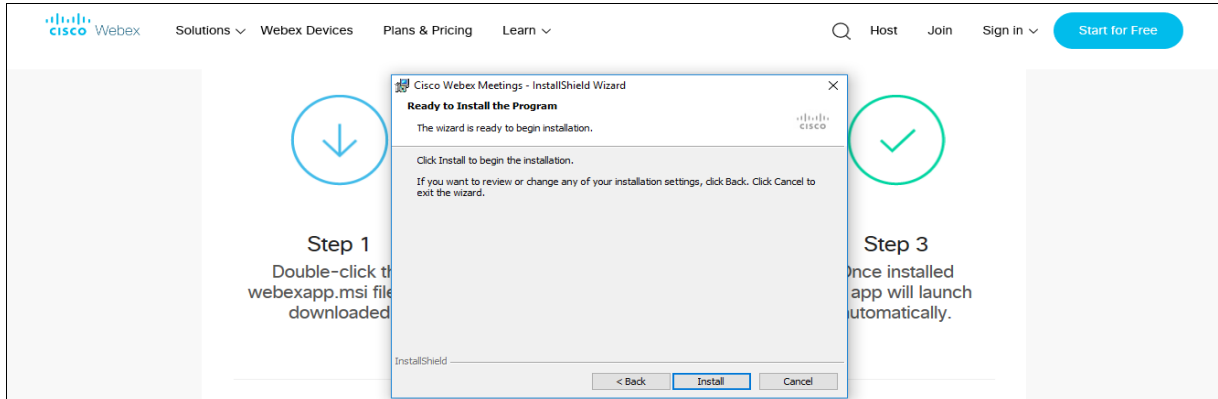 cisco Webex Solutions Webex Devices Plans & Pricing Learn Host Join Sign in Start for Free
Cisco Webex Meetings - InstallShield Wizard
Ready to Install the Program
The wizard is ready to begin installation.
cisco
Click Install to begin the installation.
If you want to review or change any of your installation settings, click Back. Click Cancel to
exit the wizard.
InstallShield
< Back Install Cancel
Step 1
Double-click th
webexapp.msi file
downloaded
Step 3
Once installed
app will launch
automatically.